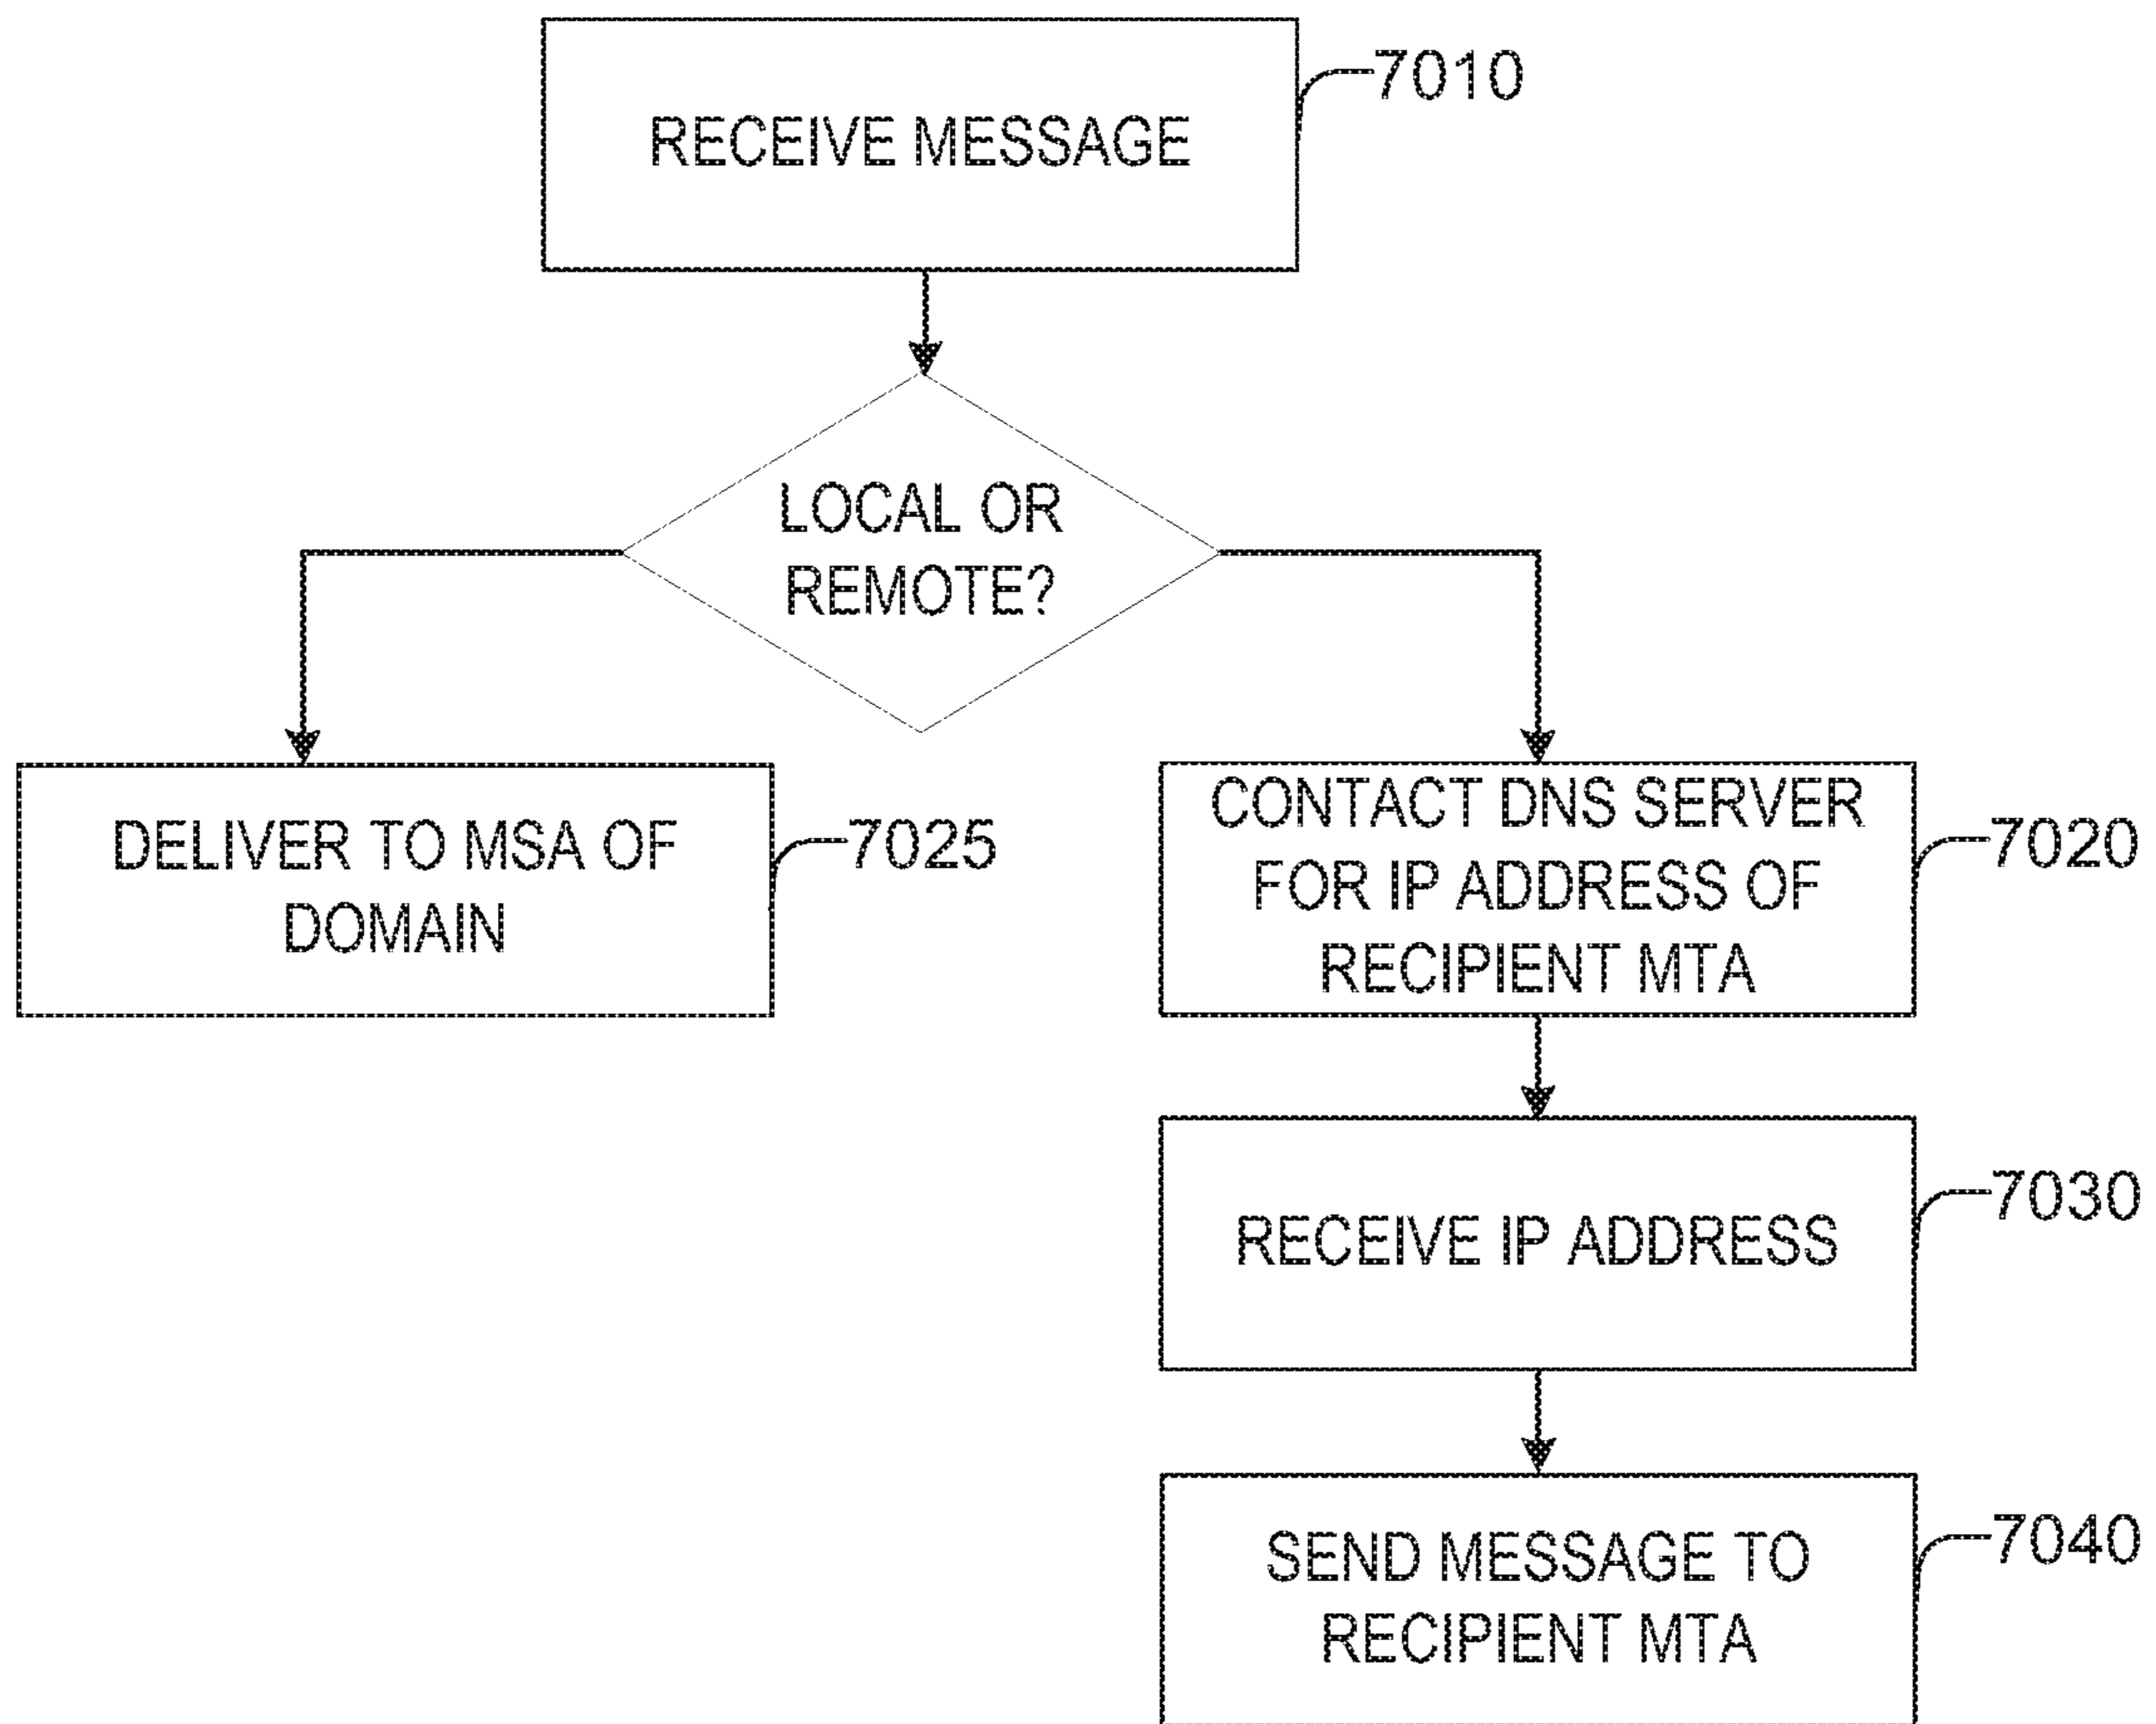 RECEIVE MESSAGE
7010
LOCAL OR
REMOTE?
DELIVER TO MSA OF
DOMAIN
7025
CONTACT DNS SERVER
FOR IP ADDRESS OF
RECIPIENT MTA
7020
RECEIVE IP ADDRESS
7030
SEND MESSAGE TO
RECIPIENT MTA
7040